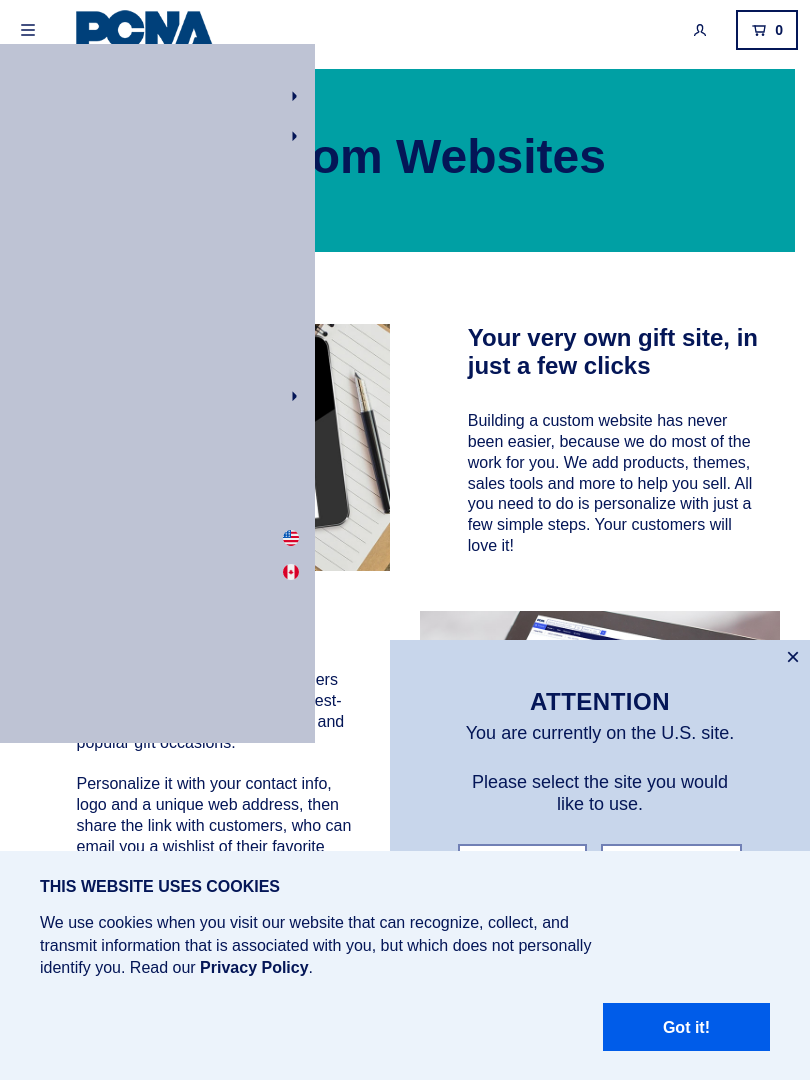 PCNA
0
om Websites
Your very own gift site, in
just a few clicks
Building a custom website has never
been easier, because we do most of the
work for you. We add products, themes,
sales tools and more to help you sell. All
you need to do is personalize with just a
few simple steps. Your customers will
love it!
ers
est-
and
popular gift occasions.
Personalize it with your contact info,
logo and a unique web address, then
share the link with customers, who can
email you a wishlist of their favorite
ATTENTION
You are currently on the U.S. site.
Please select the site you would
like to use.
THIS WEBSITE USES COOKIES
We use cookies when you visit our website that can recognize, collect, and
transmit information that is associated with you, but which does not personally
identify you. Read our Privacy Policy.
Got it!